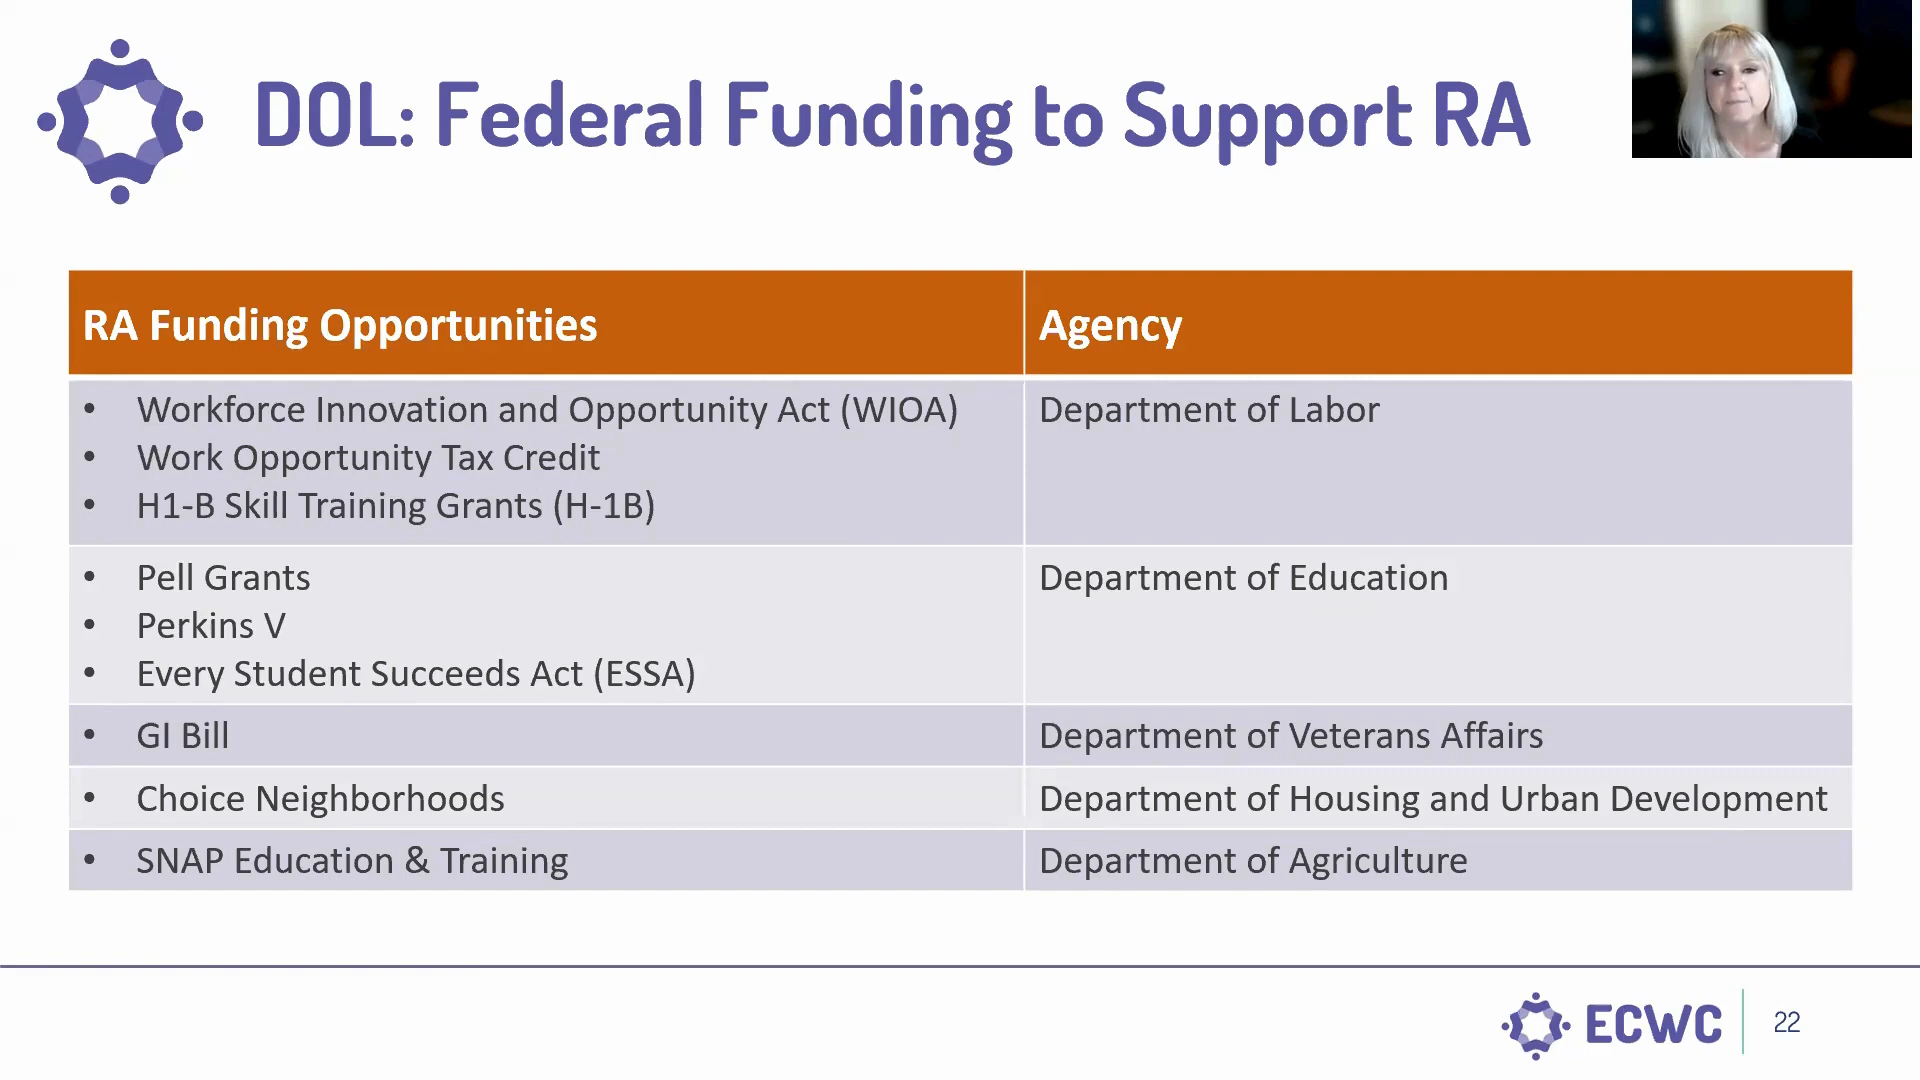 DOL: Federal Funding to Support RA
RA Funding Opportunities
Agency
• Workforce Innovation and Opportunity Act (WIOA)
• Work Opportunity Tax Credit
• H1-B Skill Training Grants (H-1B)
Department of Labor
• Pell Grants
• Perkins V
• Every Student Succeeds Act (ESSA)
Department of Education
• GI Bill
Department of Veterans Affairs
• Choice Neighborhoods
Department of Housing and Urban Development
• SNAP Education & Training
Department of Agriculture
ECWC
22